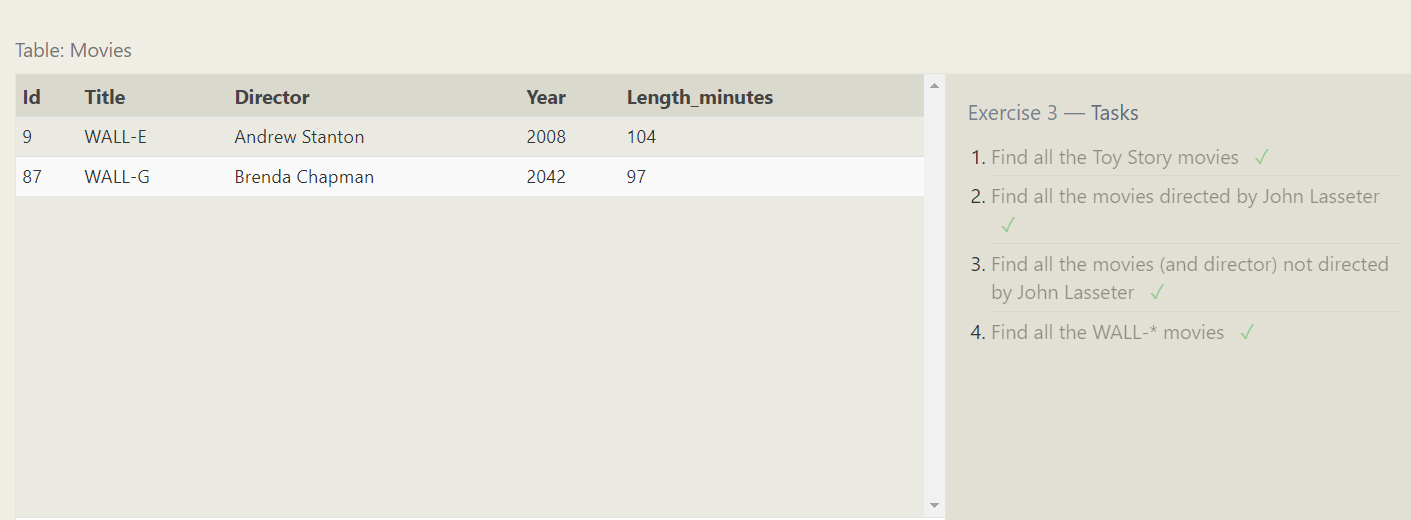 Table: Movies
Id Title Director Year Length_minutes
9 WALL-E Andrew Stanton 2008 104
87 WALL-G Brenda Chapman 2042 97
Exercise 3 — Tasks
1. Find all the Toy Story movies ✓
2. Find all the movies directed by John Lasseter
✓
3. Find all the movies (and director) not directed
by John Lasseter ✓
4. Find all the WALL-* movies ✓